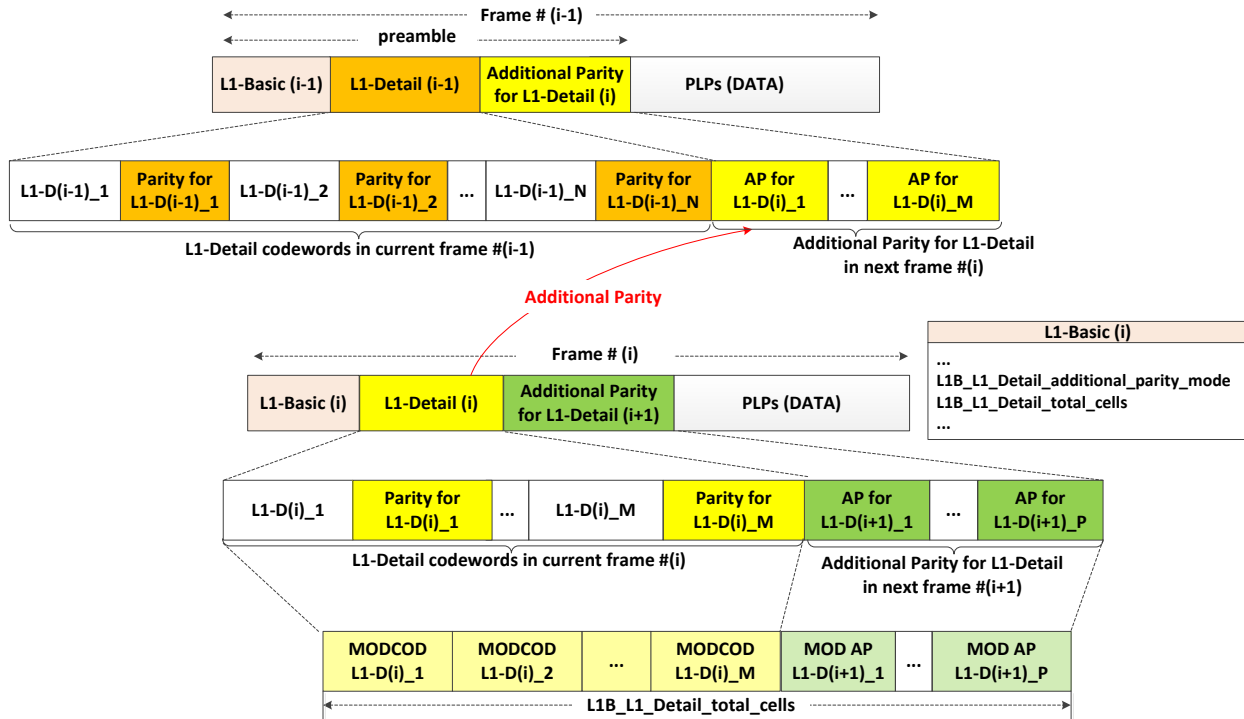 Frame # (i-1)
preamble
L1-Basic (i-1)
L1-Detail (i-1)
Additional Parity
for L1-Detail (i)
PLPs (DATA)
L1-D(i-1)_1
Parity for
L1-D(i-1)_1
L1-D(i-1)_2
Parity for
L1-D(i-1)_2
...
L1-D(i-1)_N
Parity for
L1-D(i-1)_N
AP for
L1-D(i)_1
...
AP for
L1-D(i)_M
L1-Detail codewords in current frame #(i-1)
Additional Parity for L1-Detail
in next frame #(i)
Additional Parity
Frame # (i)
L1-Basic (i)
L1-Detail (i)
Additional Parity
for L1-Detail (i+1)
PLPs (DATA)
L1-Basic (i)
...
L1B_L1_Detail_additional_parity_mode
L1B_L1_Detail_total_cells
...
L1-D(i)_1
Parity for
L1-D(i)_1
...
L1-D(i)_M
Parity for
L1-D(i)_M
AP for
L1-D(i+1)_1
...
AP for
L1-D(i+1)_P
L1-Detail codewords in current frame #(i)
Additional Parity for L1-Detail
in next frame #(i+1)
MODCOD
L1-D(i)_1
MODCOD
L1-D(i)_2
...
MODCOD
L1-D(i)_M
MOD AP
L1-D(i+1)_1
...
MOD AP
L1-D(i+1)_P
L1B_L1_Detail_total_cells